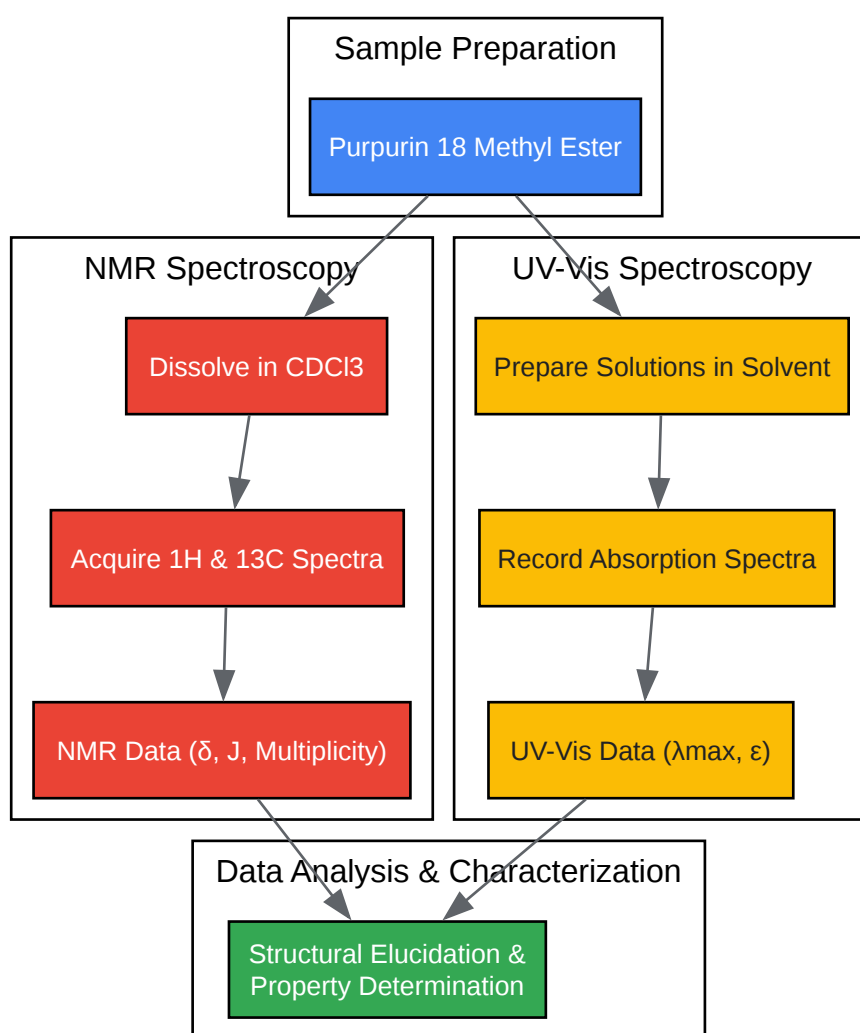 Sample Preparation
Purpurin 18 Methyl Ester
NMR Spectroscopy
Dissolve in CDCl3
Acquire 1H & 13C Spectra
NMR Data (δ, J, Multiplicity)
UV-Vis Spectroscopy
Prepare Solutions in Solvent
Record Absorption Spectra
UV-Vis Data (λmax, ε)
Data Analysis & Characterization
Structural Elucidation &
Property Determination